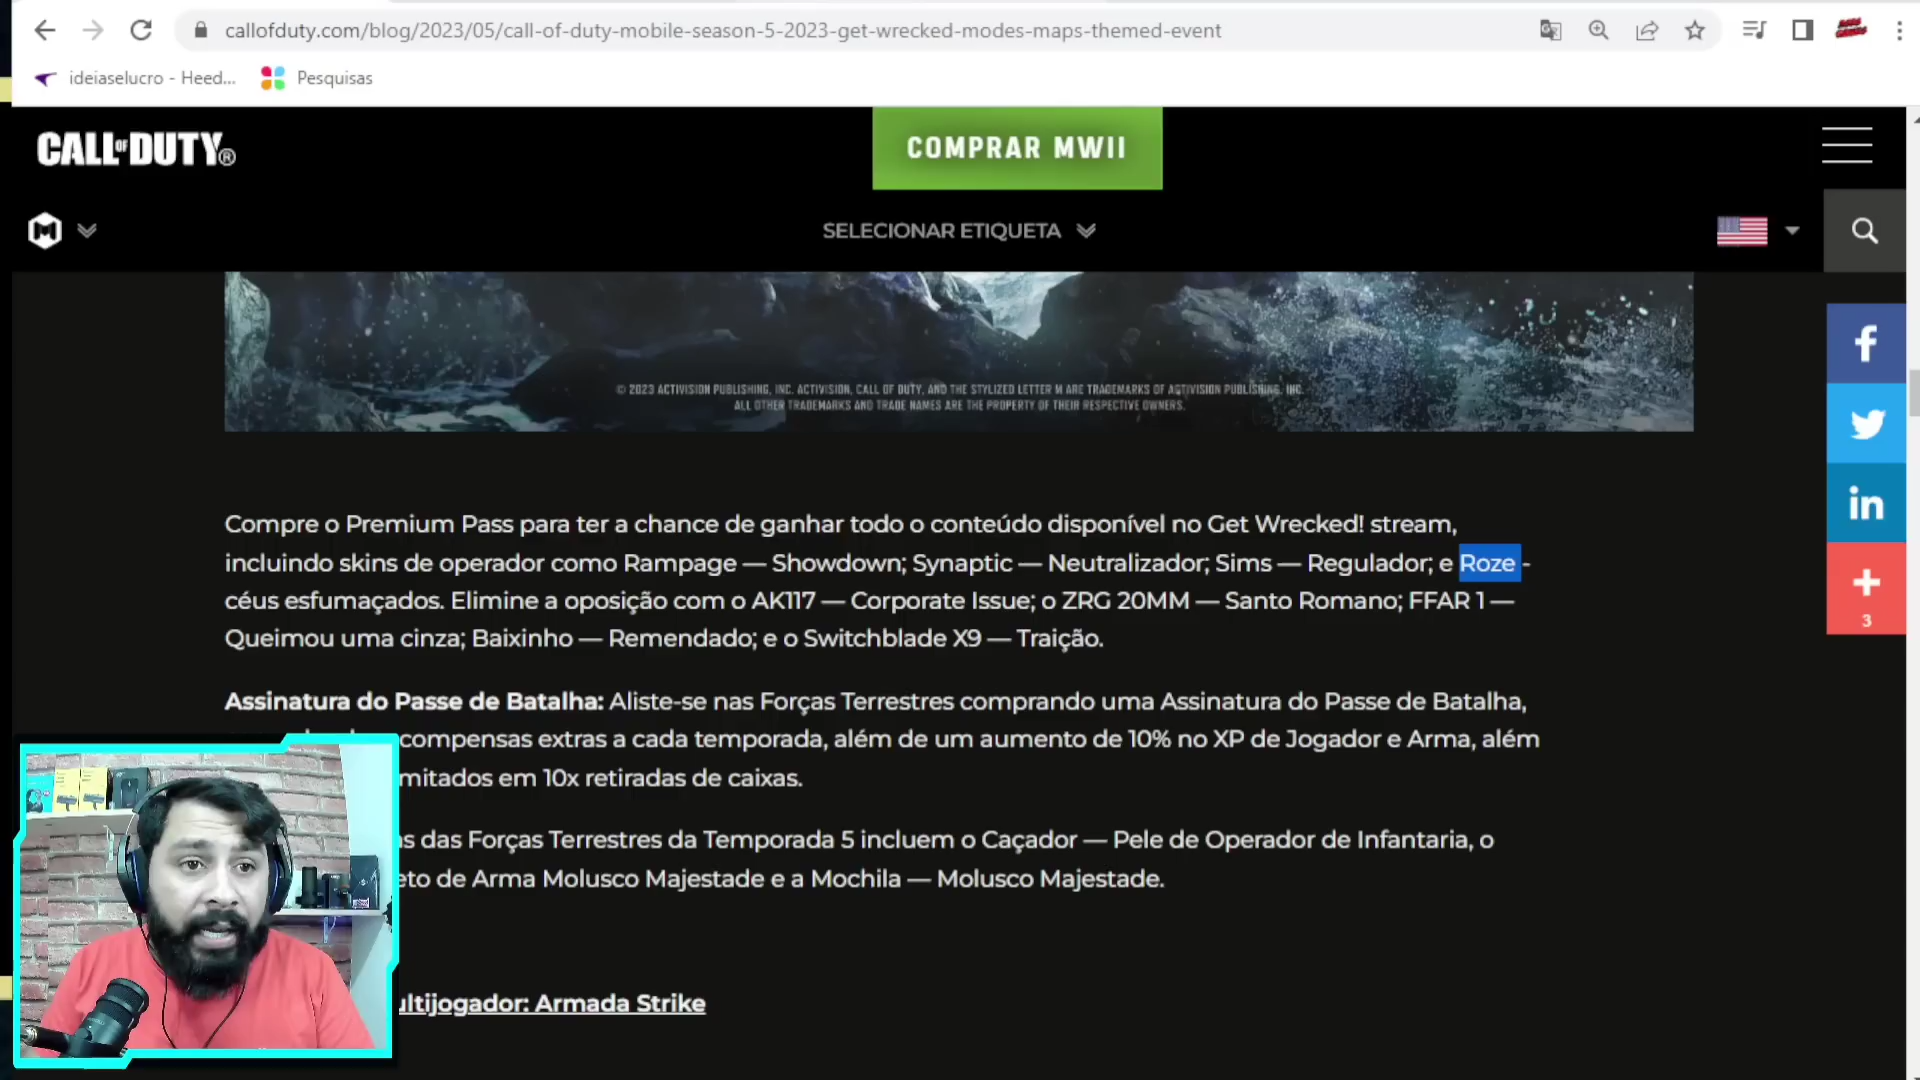 callofduty.com/blog/2023/05/call-of-duty-mobile-season-5-2023-get-wrecked-modes-maps-themed-event
ideiaselucro - Heed...
Pesquisas
CALL OF DUTY®
COMPRAR MWII
SELECIONAR ETIQUETA
© 2023 ACTIVISION PUBLISHING, INC. ACTIVISION, CALL OF DUTY, AND THE STYLIZED LETTER M ARE TRADEMARKS OF ACTIVISION PUBLISHING, INC.
ALL OTHER TRADEMARKS AND TRADE NAMES ARE THE PROPERTY OF THEIR RESPECTIVE OWNERS.
Compre o Premium Pass para ter a chance de ganhar todo o conteúdo disponível no Get Wrecked! stream,
incluindo skins de operador como Rampage — Showdown; Synaptic — Neutralizador; Sims — Regulador; e Roze -
céus esfumaçados. Elimine a oposição com o AK117 — Corporate Issue; o ZRG 20MM — Santo Romano; FFAR 1 —
Queimou uma cinza; Baixinho — Remendado; e o Switchblade X9 — Traição.
Assinatura do Passe de Batalha: Aliste-se nas Forças Terrestres comprando uma Assinatura do Passe de Batalha,
compensas extras a cada temporada, além de um aumento de 10% no XP de Jogador e Arma, além
mitados em 10x retiradas de caixas.
as das Forças Terrestres da Temporada 5 incluem o Caçador — Pele de Operador de Infantaria, o
eto de Arma Molusco Majestade e a Mochila — Molusco Majestade.
ultijogador: Armada Strike
f
in
+
3